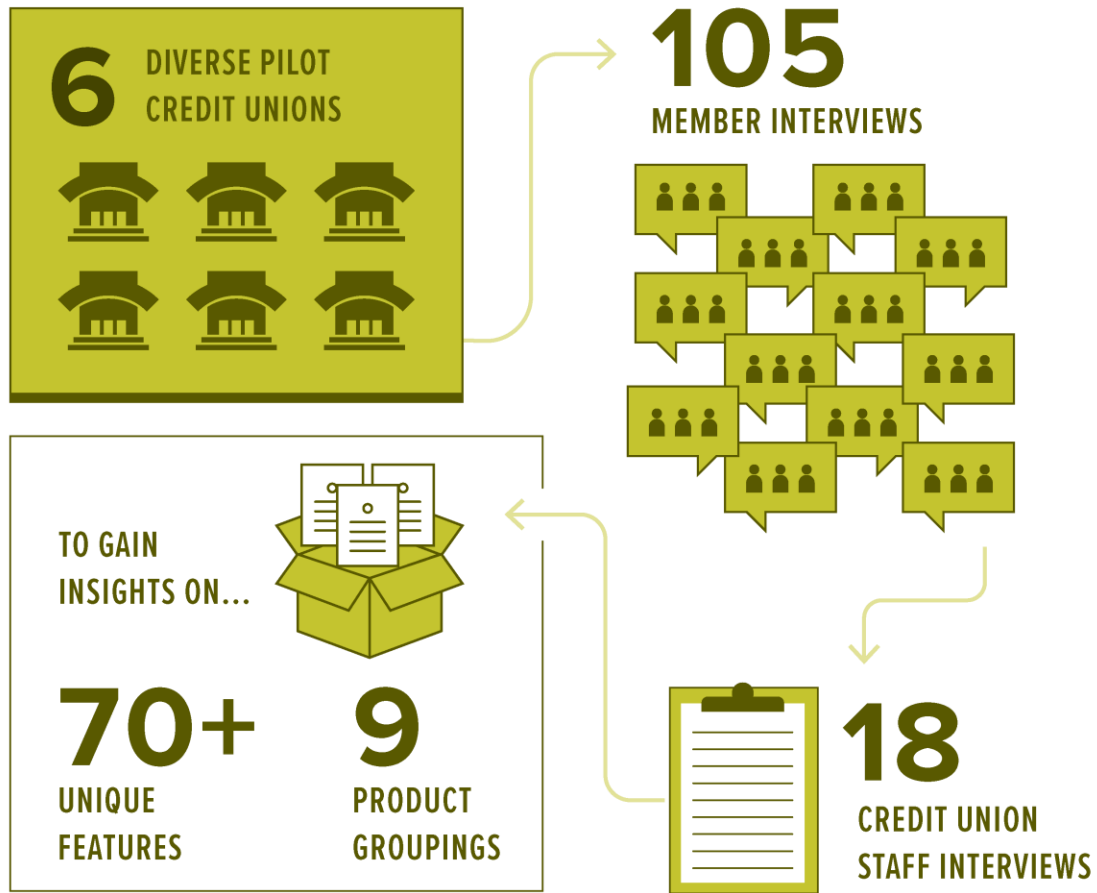 6
DIVERSE PILOT
CREDIT UNIONS
105
MEMBER INTERVIEWS
18
CREDIT UNION
STAFF INTERVIEWS
TO GAIN
INSIGHTS ON...
70+
UNIQUE
FEATURES
9
PRODUCT
GROUPINGS